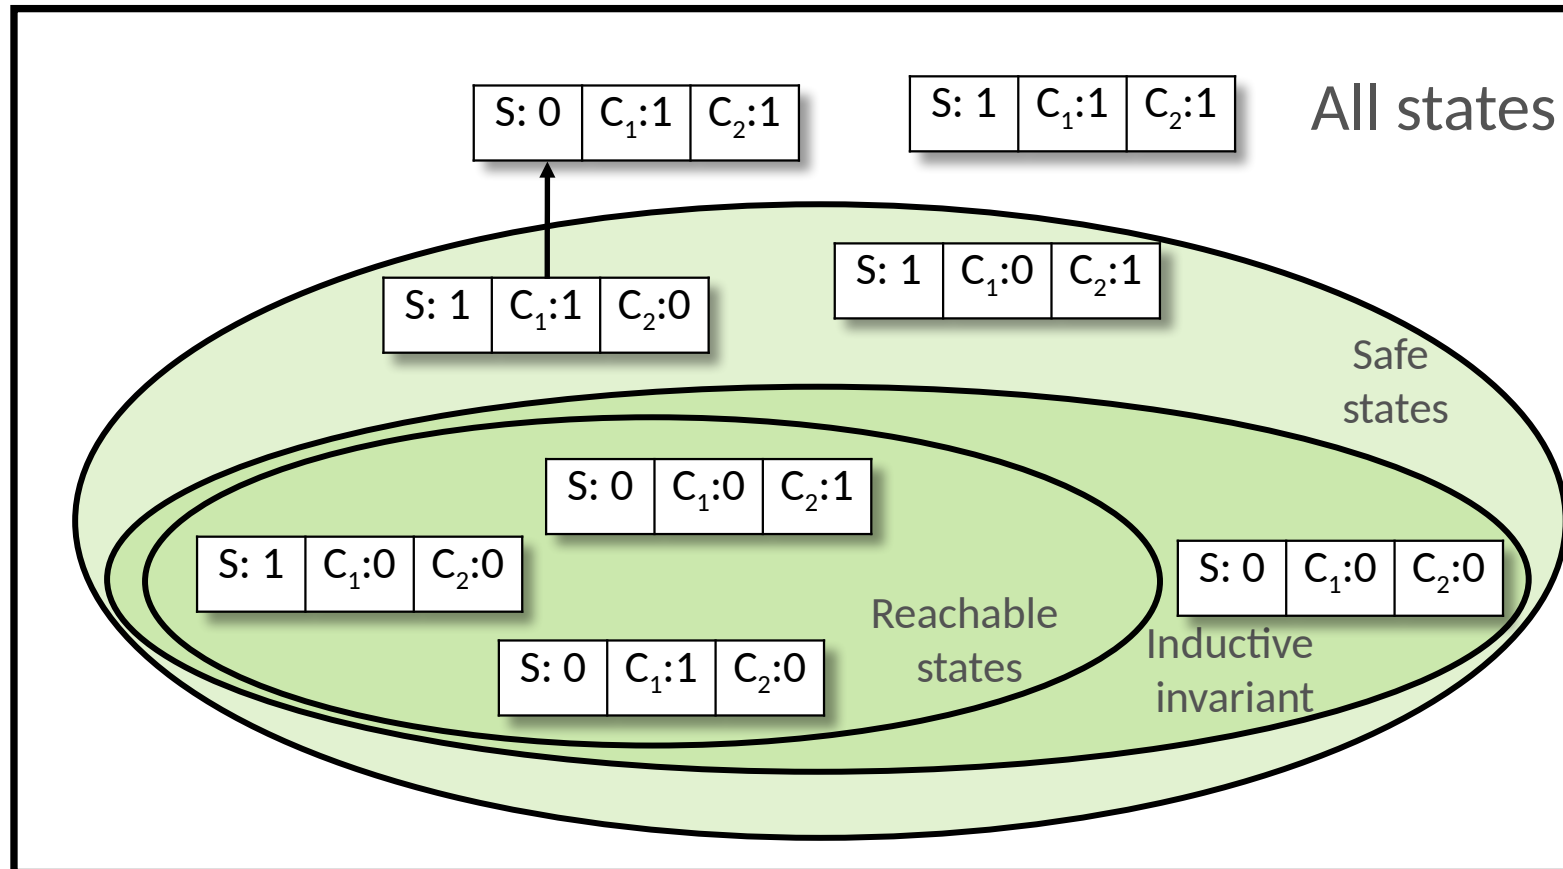 S: 0 C₁:1 C₂:1
S: 1 C₁:1 C₂:1
All states
S: 1 C₁:1 C₂:0
S: 1 C₁:0 C₂:1
Safe
states
S: 0 C₁:0 C₂:1
S: 1 C₁:0 C₂:0
S: 0 C₁:0 C₂:0
Reachable
states
Inductive
invariant
S: 0 C₁:1 C₂:0